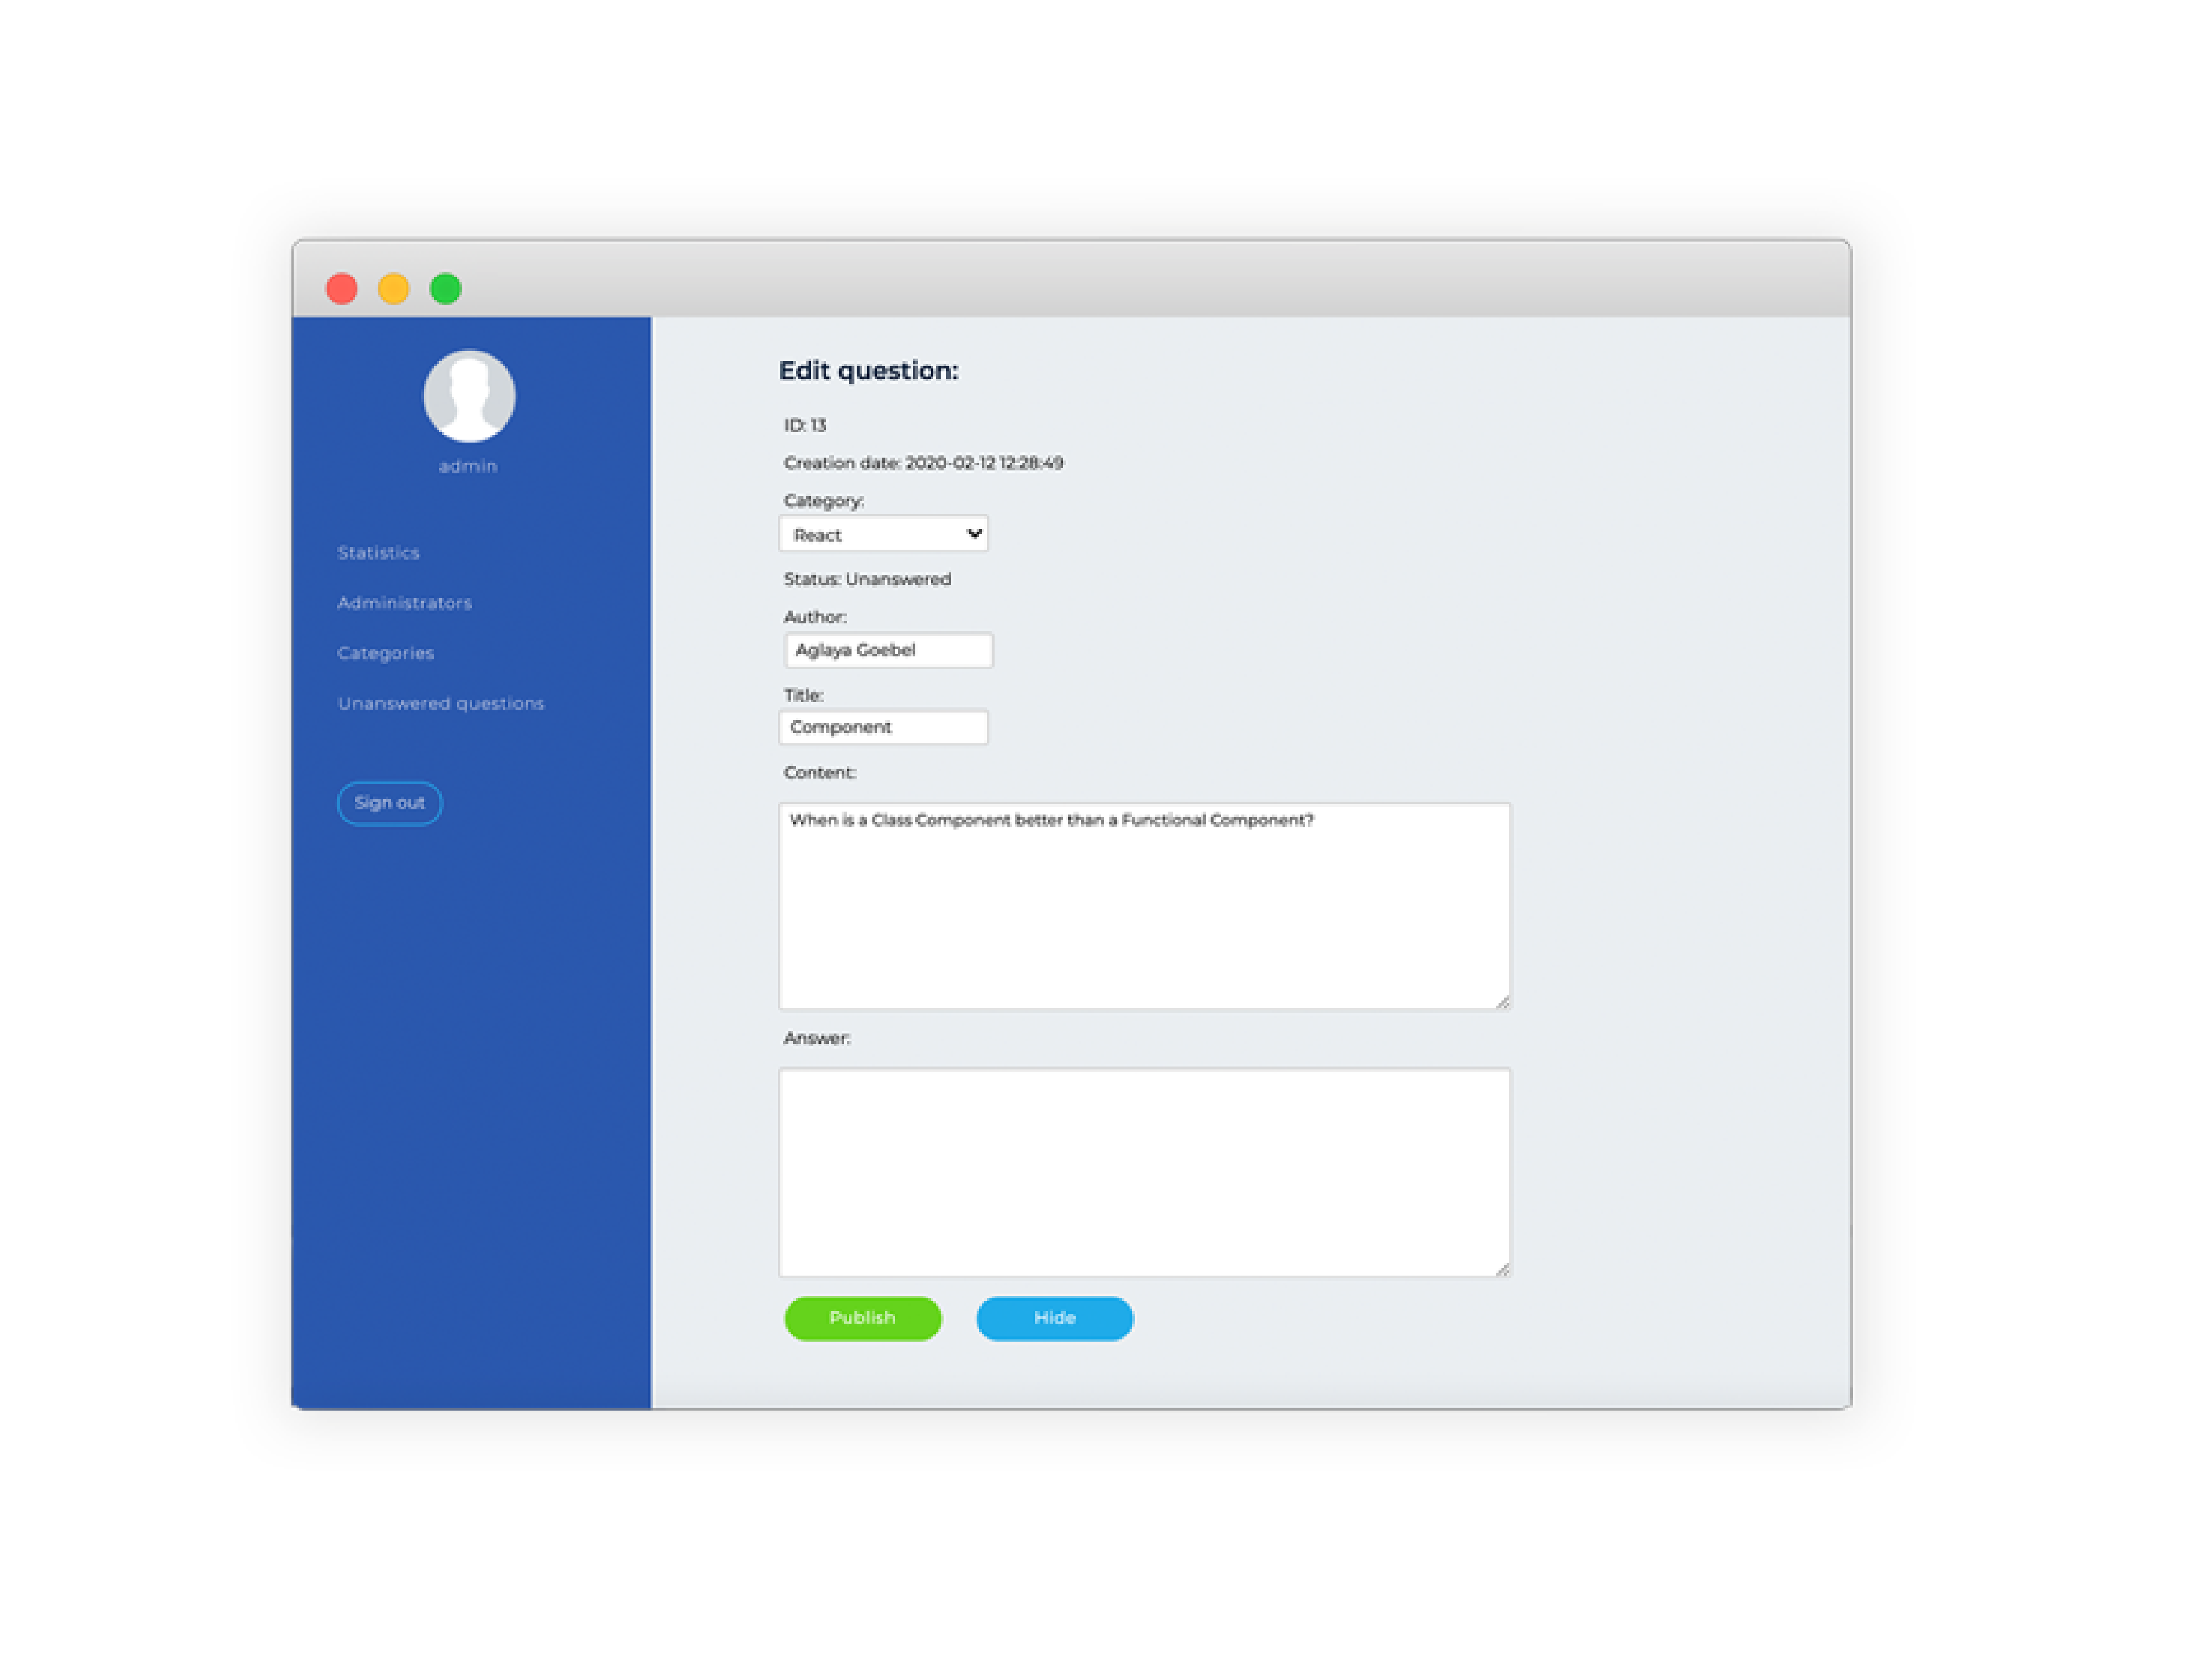 admin
Statistics
Administrators
Categories
Unanswered questions
Sign out
Edit question:
ID: 13
Creation date: 2020-02-12 12:28:49
Category:
React
Status: Unanswered
Author:
Aglaya Goebel
Title:
Component
Content:
When is a Class Component better than a Functional Component?
Answer:
Publish
Hide